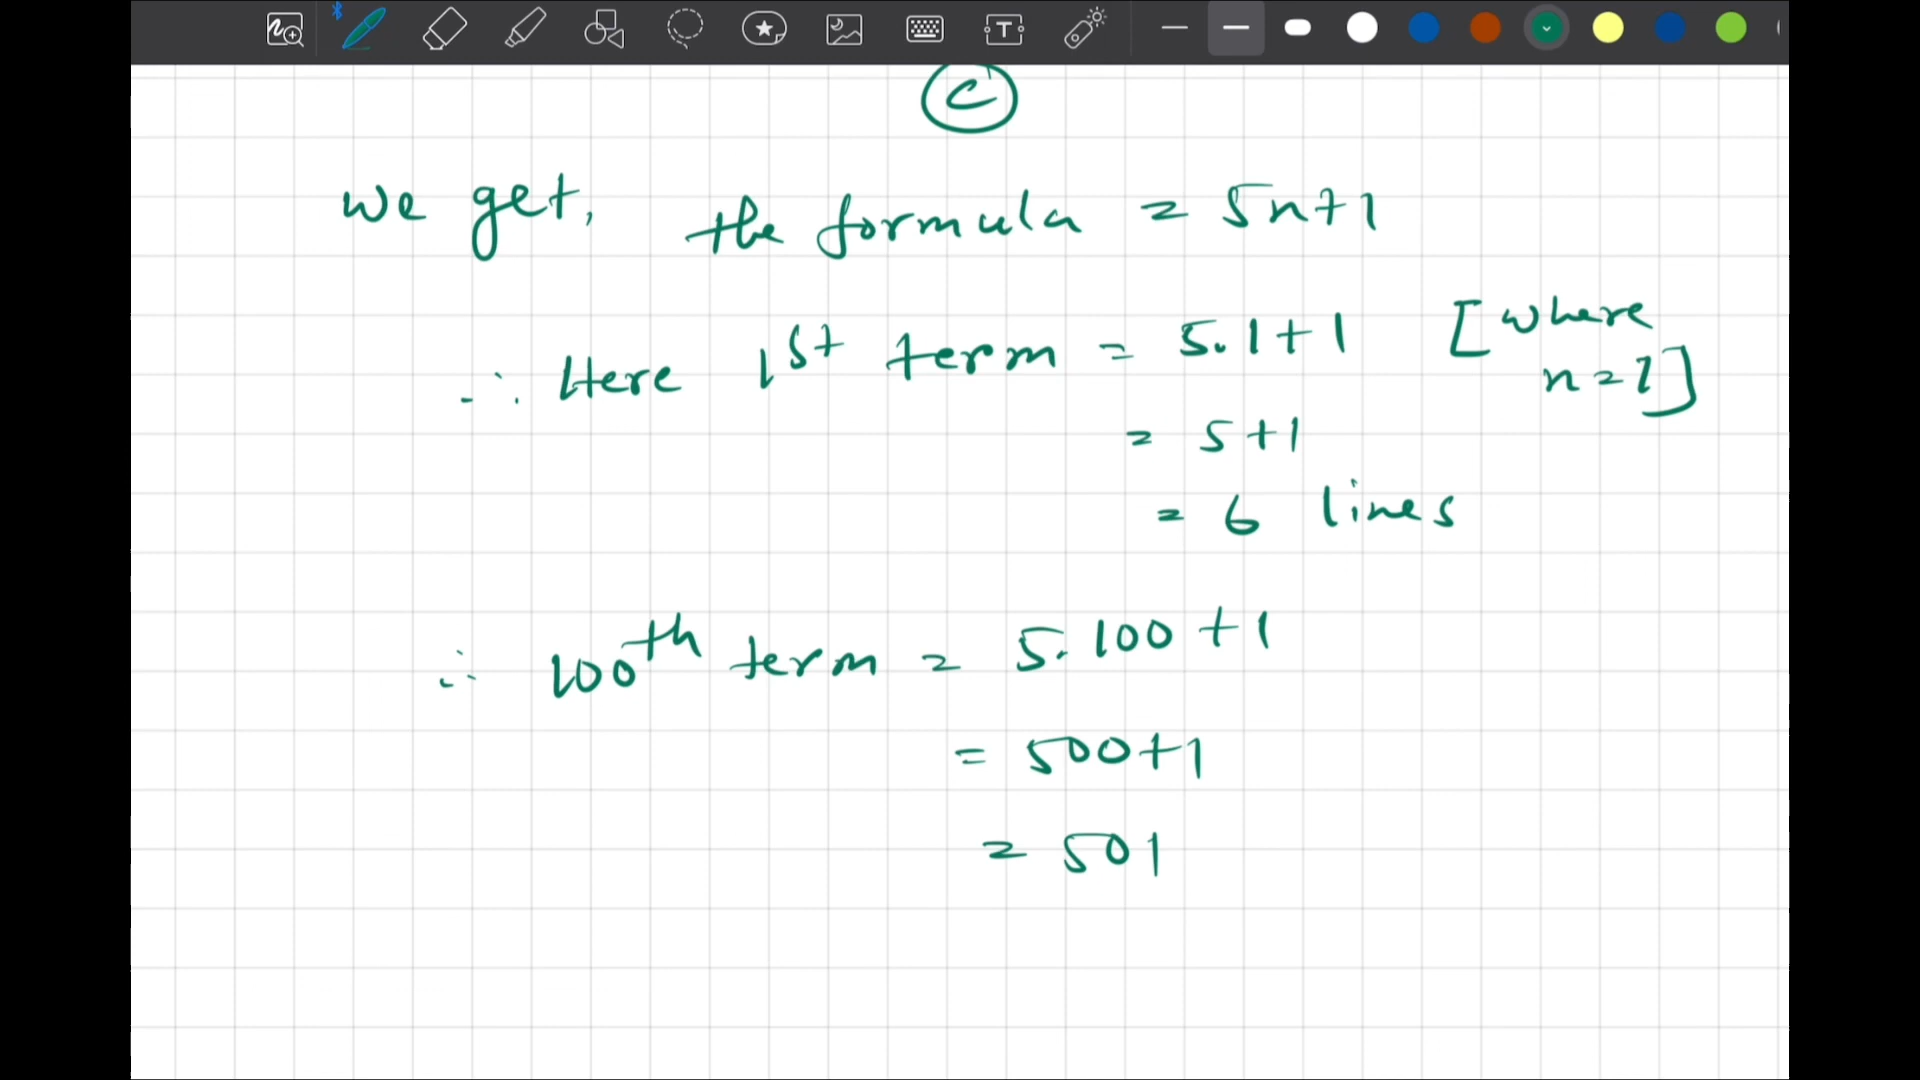 C
We get, the formula = 5n+1
∴ Here 1st term = 5.1+1 [where n=1]
= 5+1
= 6 lines
∴ 100th term = 5.100+1
= 500+1
= 501